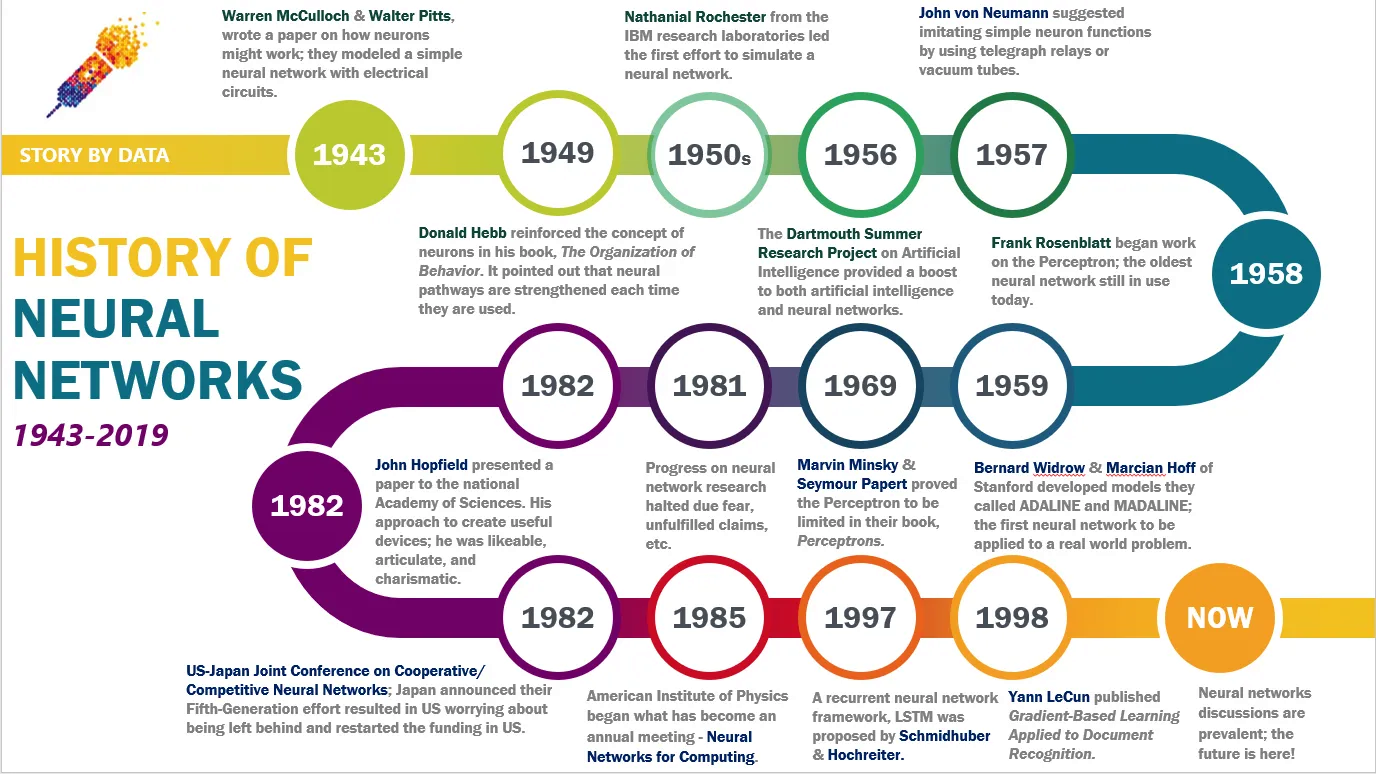 Warren McCulloch & Walter Pitts,
wrote a paper on how neurons
might work; they modeled a simple
neural network with electrical
circuits.
Nathanial Rochester from the
IBM research laboratories led
the first effort to simulate a
neural network.
John von Neumann suggested
imitating simple neuron functions
by using telegraph relays or
vacuum tubes.
STORY BY DATA
1943
1949
1950s
1956
1957
HISTORY OF
NEURAL
NETWORKS
1943-2019
Donald Hebb reinforced the concept of
neurons in his book, The Organization of
Behavior. It pointed out that neural
pathways are strengthened each time
they are used.
The Dartmouth Summer
Research Project on Artificial
Intelligence provided a boost
to both artificial intelligence
and neural networks.
Frank Rosenblatt began work
on the Perceptron; the oldest
neural network still in use
today.
1958
1982
1981
1969
1959
1982
John Hopfield presented a
paper to the national
Academy of Sciences. His
approach to create useful
devices; he was likeable,
articulate, and
charismatic.
Progress on neural
network research
halted due fear,
unfulfilled claims,
etc.
Marvin Minsky &
Seymour Papert proved
the Perceptron to be
limited in their book,
Perceptrons.
Bernard Widrow & Marcian Hoff of
Stanford developed models they
called ADALINE and MADALINE;
the first neural network to be
applied to a real world problem.
1982
1985
1997
1998
NOW
US-Japan Joint Conference on Cooperative/
Competitive Neural Networks; Japan announced their
Fifth-Generation effort resulted in US worrying about
being left behind and restarted the funding in US.
American Institute of Physics
began what has become an
annual meeting - Neural
Networks for Computing.
A recurrent neural network
framework, LSTM was
proposed by Schmidhuber
& Hochreiter.
Yann LeCun published
Gradient-Based Learning
Applied to Document
Recognition.
Neural networks
discussions are
prevalent; the
future is here!